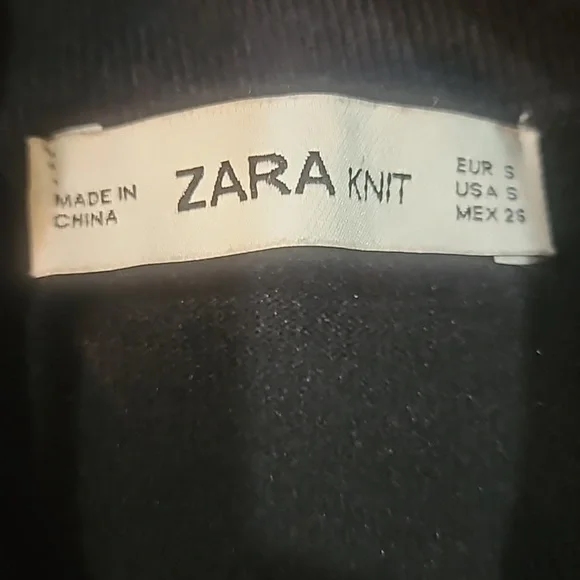 MADE IN
CHINA
ZARA KNIT
EUR S
USA S
MEX 26